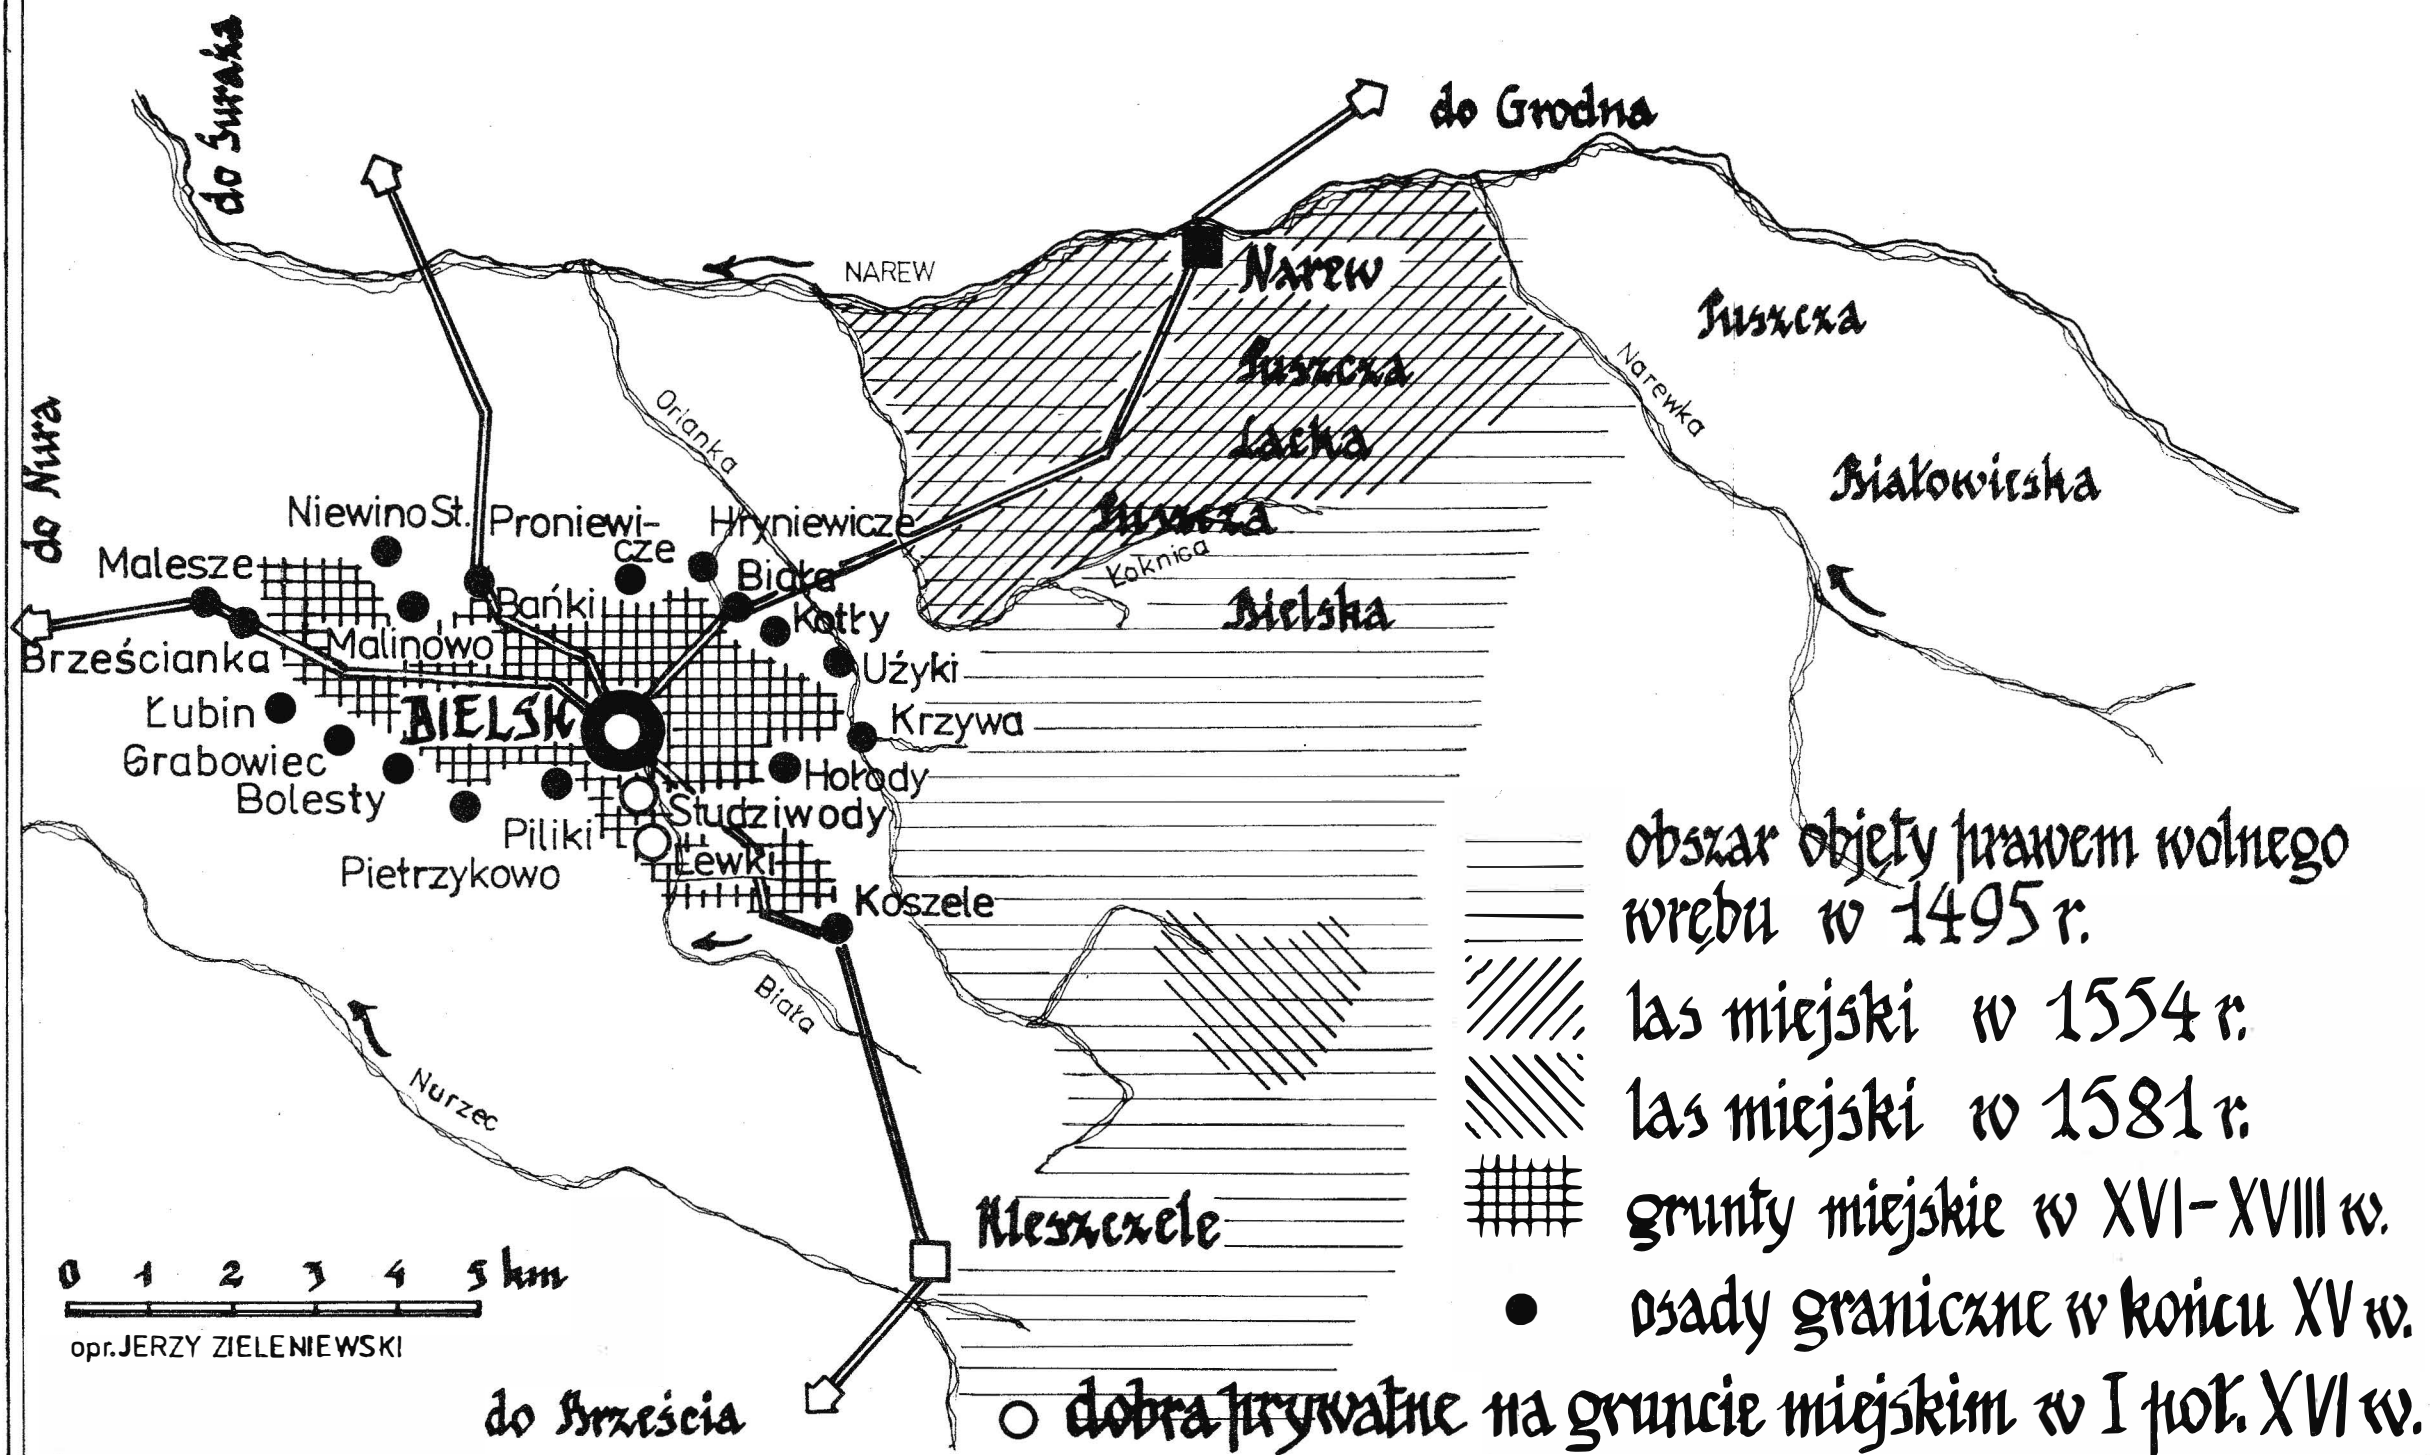 do Suraża
do Grodna
NAREW
Narew
Puszcza
Lacka
Puszcza
Bielska
Puszcza
Białowieska
Narewka
Orlanka
Łoknica
do Nura
Niewino St.
Proniewi-
cze
Hryniewicze
Malesze
Bańki
Biała
Kotły
Malinowo
Brześcianka
Użyki
Łubin
BIELSK
Krzywa
Grabowiec
Hołody
Bolesty
Studziwody
Piliki
Lewki
Pietrzykowo
Koszele
Biała
Nurzec
Kleszczele
do Brześcia
0 1 2 3 4 5 km
opr. JERZY ZIELENIEWSKI
obszar objęty prawem wolnego
wrębu w 1495 r.
las miejski w 1554 r.
las miejski w 1581 r.
grunty miejskie w XVI-XVIII w.
osady graniczne w końcu XV w.
dobra prywatne na gruncie miejskim w I poł. XVI w.